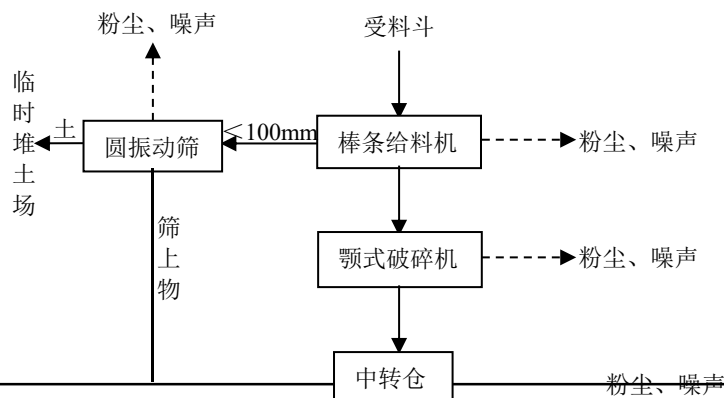 粉尘、噪声
受料斗
临时堆土场
土
圆振动筛
＜100mm
棒条给料机
粉尘、噪声
筛上物
颚式破碎机
粉尘、噪声
中转仓
粉尘、噪声